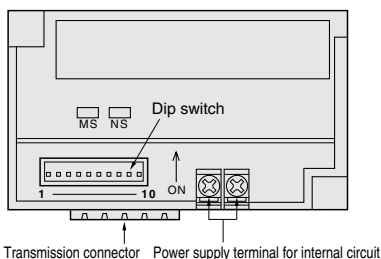 Dip switch
MS NS
1 10 ON
Transmission connector Power supply terminal for internal circuit